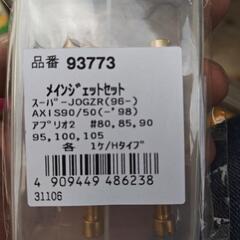 品番 93773
メインジェットセット
スーパｰJOGZR(96-)
AXIS90/50(-'98)
アプリオ2 #80,85,90
95,100,105
各 1ケ/Hタイプ
4 909449 486238
31106